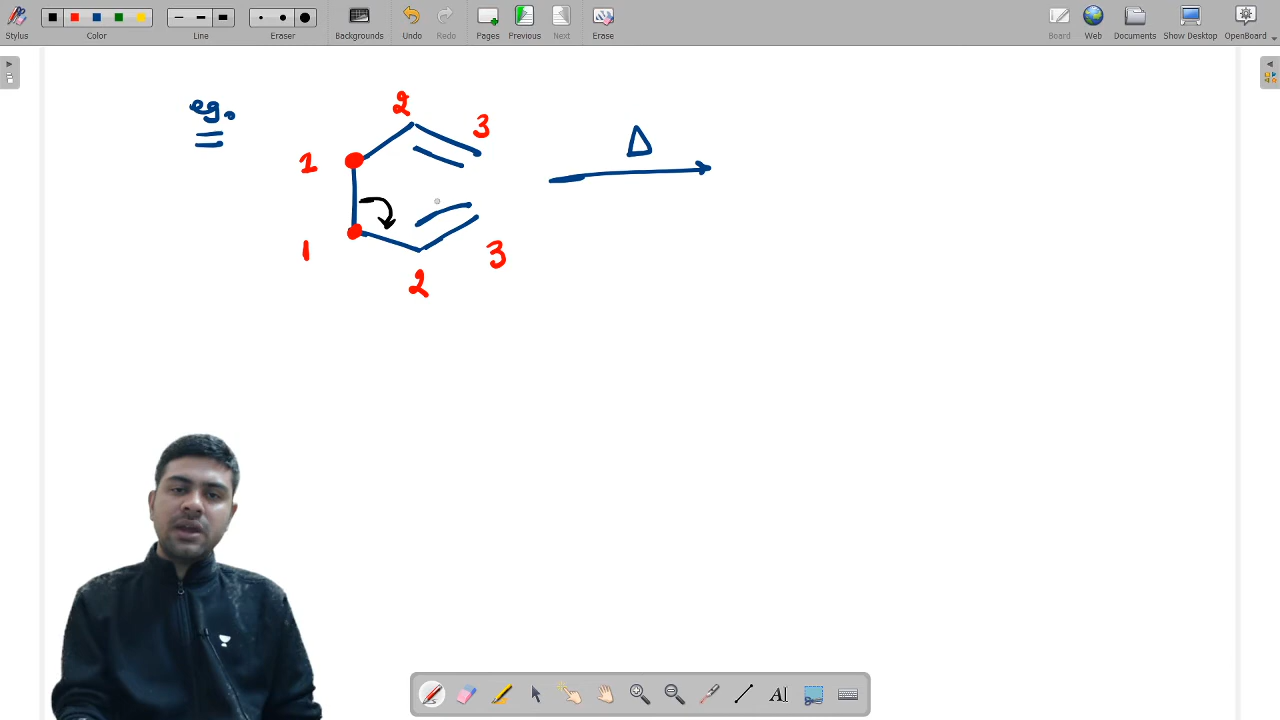 Stylus
Color
Line
Eraser
Backgrounds
Undo
Redo
Pages
Previous
Next
Erase
Board
Web
Documents
Show Desktop
OpenBoard
eg.
2
3
1
Δ
1
3
2
AI